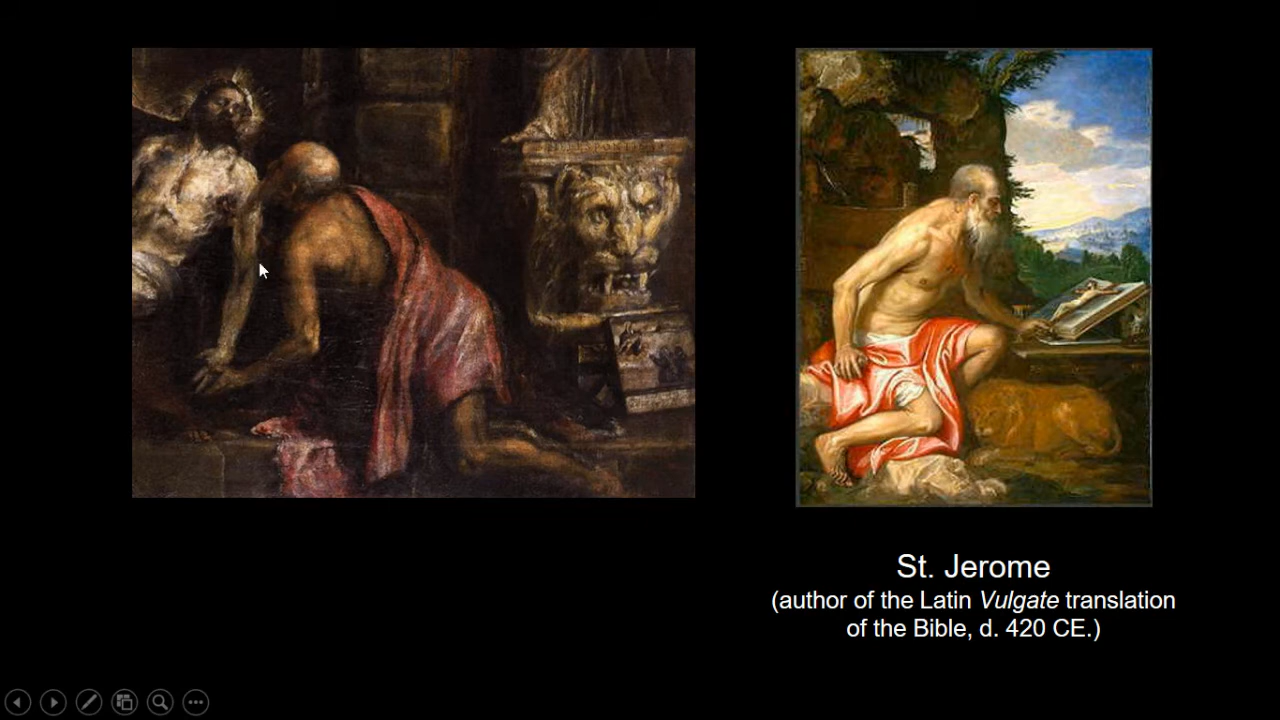 St. Jerome
(author of the Latin Vulgate translation
of the Bible, d. 420 CE.)